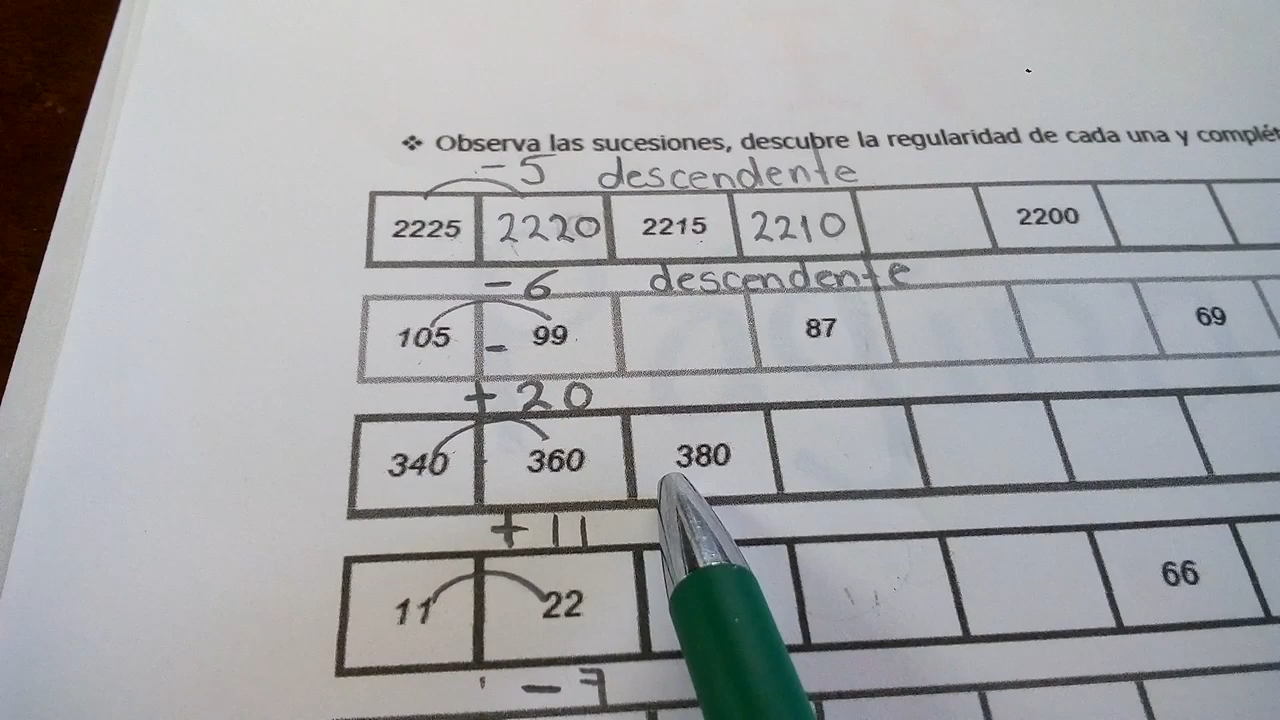 ❖ Observa las sucesiones, descubre la regularidad de cada una y complét
-5 descendente
2225 2220 2215 2210 2200
-6 descendente
105 - 99 87 69
+20
340 360 380
+11
11 22 66
-7